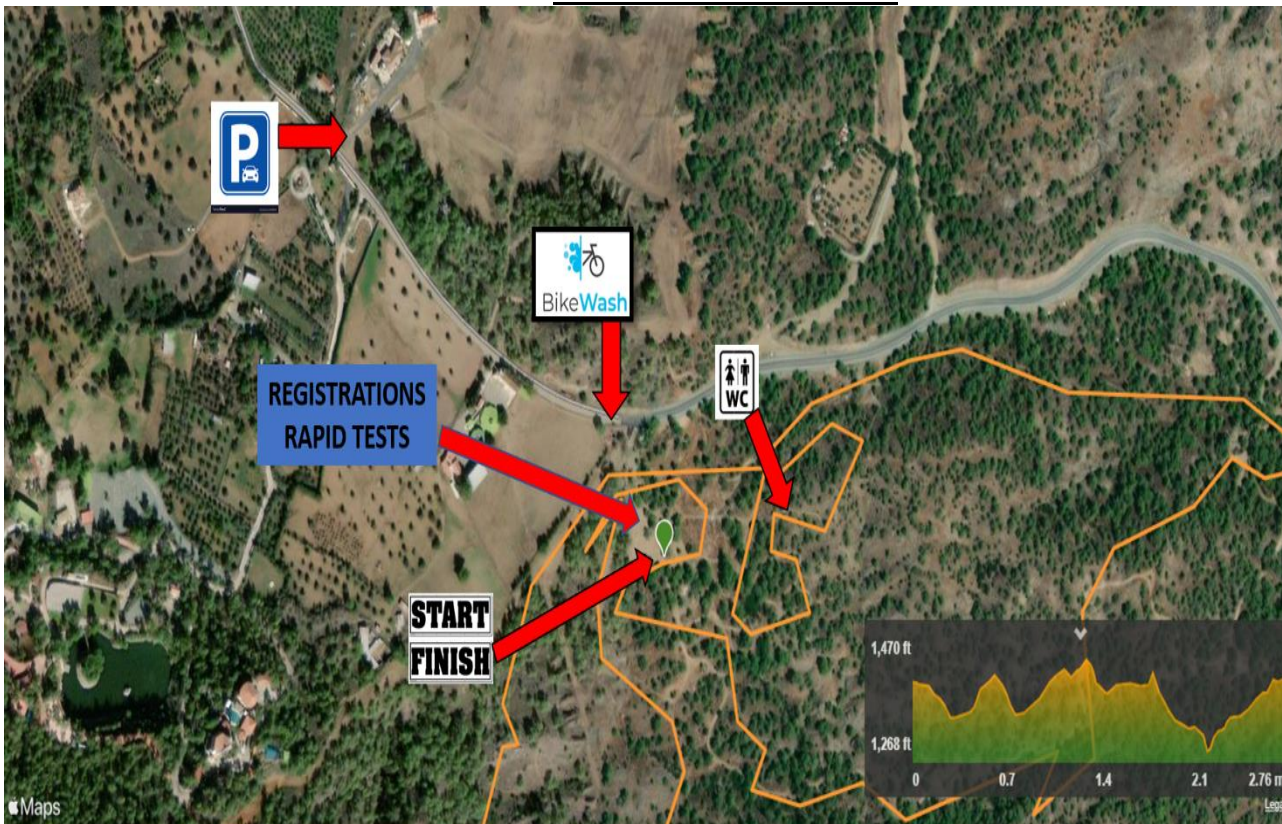 P
BikeWash
WC
REGISTRATIONS
RAPID TESTS
START
FINISH
1,470 ft
1,268 ft
0 0.7 1.4 2.1 2.76 m
Maps